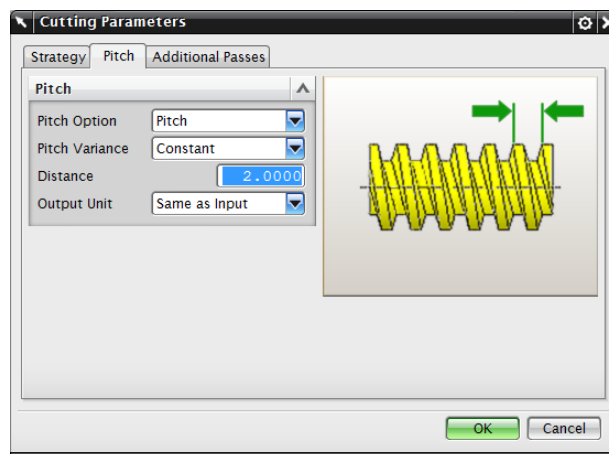 Cutting Parameters
Strategy Pitch Additional Passes
Pitch
Pitch Option Pitch
Pitch Variance Constant
Distance 2.0000
Output Unit Same as Input
OK Cancel